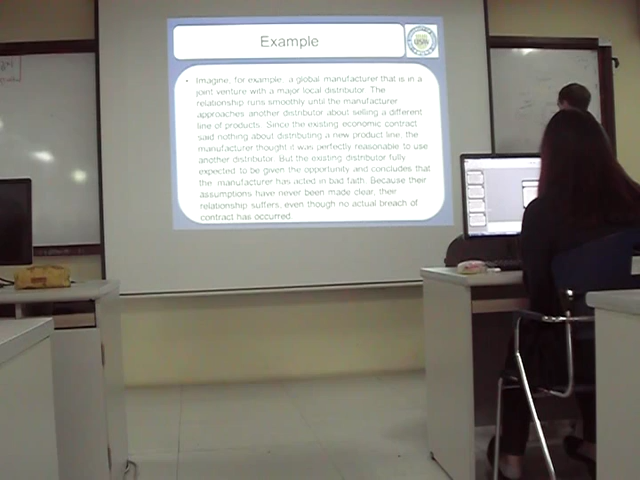 Example
• Imagine, for example, a global manufacturer that is in a
joint venture with a major local distributor. The
relationship runs smoothly until the manufacturer
approaches another distributor about selling a different
line of products. Since the existing economic contract
said nothing about distributing a new product line, the
manufacturer thought it was perfectly reasonable to use
another distributor. But the existing distributor fully
expected to be given the opportunity and concludes that
the manufacturer has acted in bad faith. Because their
assumptions have never been made clear, their
relationship suffers, even though no actual breach of
contract has occurred.